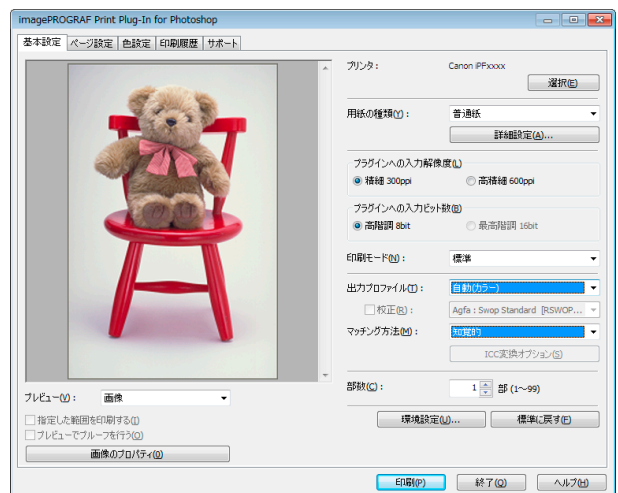 imagePROGRAF Print Plug-In for Photoshop
基本設定 ページ設定 色設定 印刷履歴 サポート
プリンタ： Canon iPFxxxx
選択(E)
用紙の種類(Y)： 普通紙
詳細設定(A)...
プラグインへの入力解像度(L)
精細 300ppi 高精細 600ppi
プラグインへの入力ビット数(B)
高階調 8bit 最高階調 16bit
印刷モード(N)： 標準
出力プロファイル(T)： 自動(カラー)
校正(R)： Agfa : Swop Standard [RSWOP...
マッチング方法(M)： 知覚的
ICC変換オプション(S)
部数(C)： 1 部 (1～99)
プレビュー(V)： 画像
指定した範囲を印刷する(I)
プレビューでプルーフを行う(O)
画像のプロパティ(0)
環境設定(U)... 標準に戻す(F)
印刷(P) 終了(Q) ヘルプ(H)